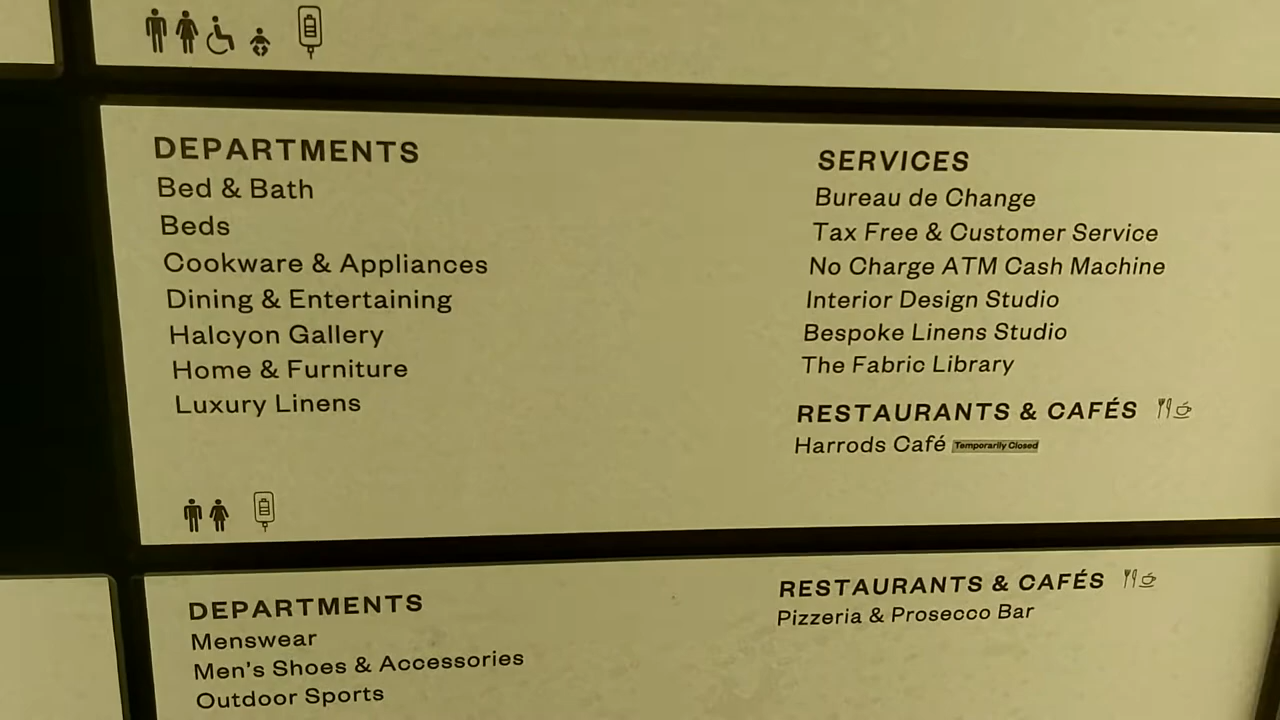 DEPARTMENTS
Bed & Bath
Beds
Cookware & Appliances
Dining & Entertaining
Halcyon Gallery
Home & Furniture
Luxury Linens
SERVICES
Bureau de Change
Tax Free & Customer Service
No Charge ATM Cash Machine
Interior Design Studio
Bespoke Linens Studio
The Fabric Library
RESTAURANTS & CAFÉS
Harrods Café Temporarily Closed
DEPARTMENTS
Menswear
Men's Shoes & Accessories
Outdoor Sports
RESTAURANTS & CAFÉS
Pizzeria & Prosecco Bar